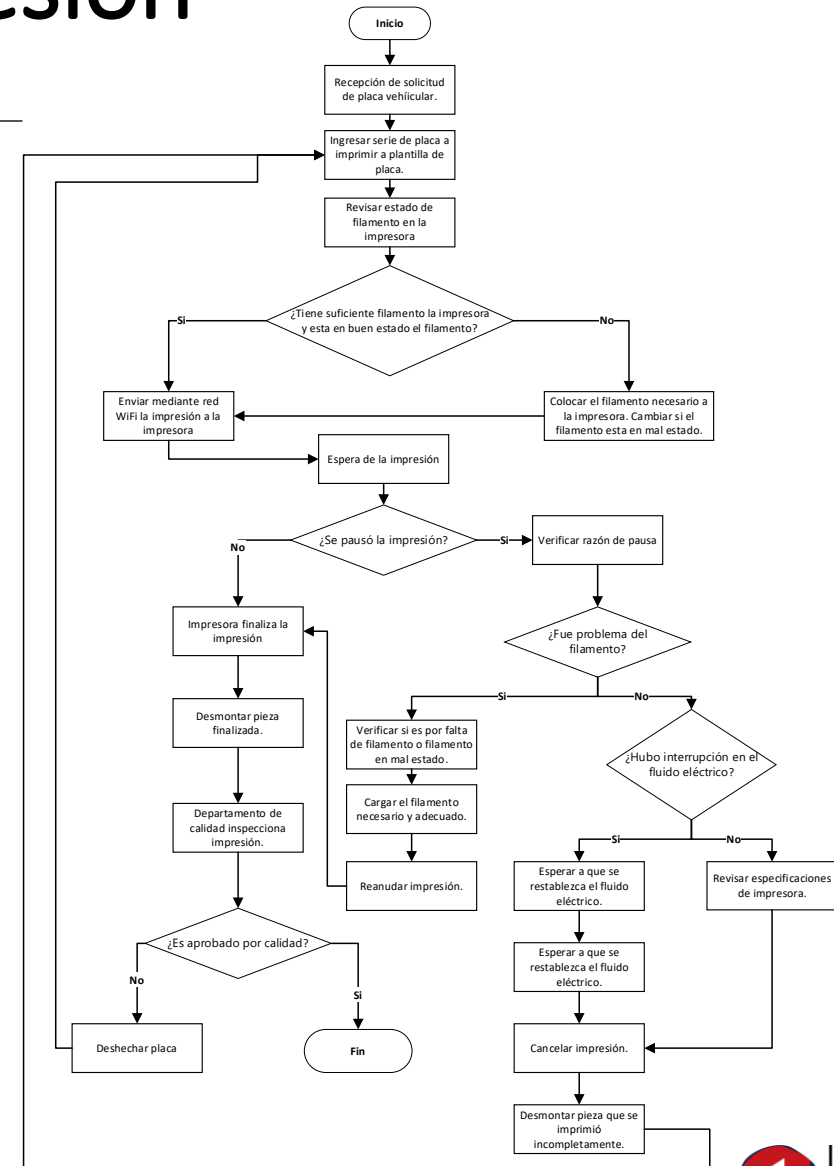 esión
Inicio
Recepción de solicitud
de placa vehíicular.
Ingresar serie de placa a
imprimir a plantilla de
placa.
Revisar estado de
filamento en la
impresora
¿Tiene suficiente filamento la impresora
y esta en buen estado el filamento?
Si
No
Enviar mediante red
WiFi la impresión a la
impresora
Colocar el filamento necesario a
la impresora. Cambiar si el
filamento esta en mal estado.
Espera de la impresión
¿Se pausó la impresión?
No
Si
Verificar razón de pausa
Impresora finaliza la
impresión
¿Fue problema del
filamento?
Si
No
Desmontar pieza
finalizada.
Verificar si es por falta
de filamento o filamento
en mal estado.
¿Hubo interrupción en el
fluido eléctrico?
Cargar el filamento
necesario y adecuado.
Departamento de
calidad inspecciona
impresión.
Si
No
Reanudar impresión.
Esperar a que se
restablezca el fluido
eléctrico.
Revisar especificaciones
de impresora.
¿Es aprobado por calidad?
Esperar a que se
restablezca el fluido
eléctrico.
No
Si
Deshechar placa
Fin
Cancelar impresión.
Desmontar pieza que se
imprimió
incompletamente.